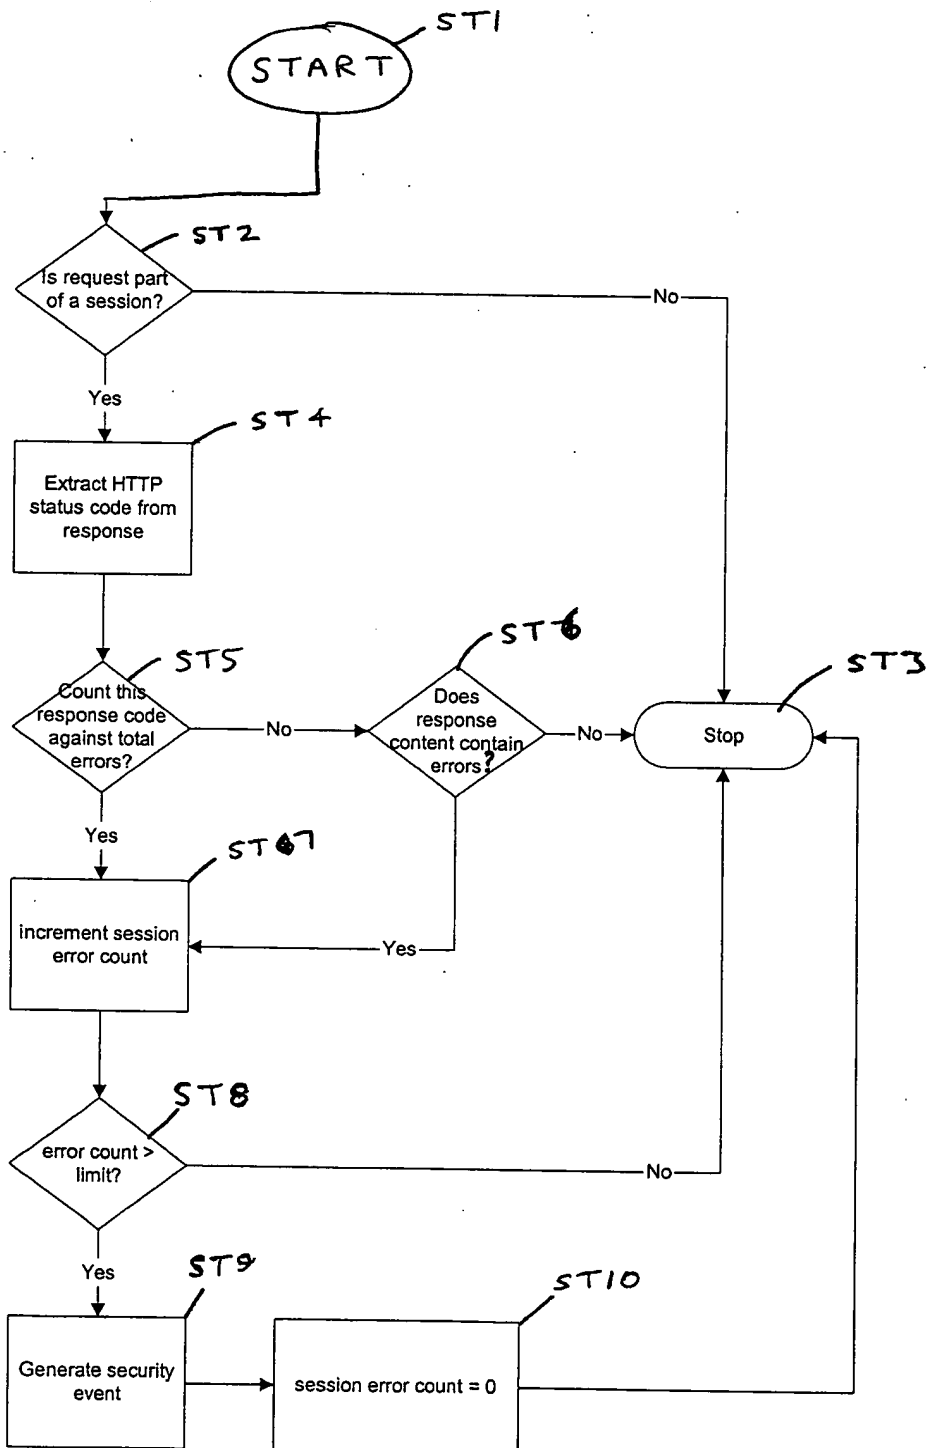 ST1
START
ST2
Is request part
of a session?
No
Yes
ST4
Extract HTTP
status code from
response
ST6
ST5
ST3
Count this
response code
against total
errors?
No
Does
response
content contain
errors?
No
Stop
Yes
ST7
increment session
error count
Yes
ST8
error count >
limit?
No
Yes
ST9
ST10
Generate security
event
session error count = 0